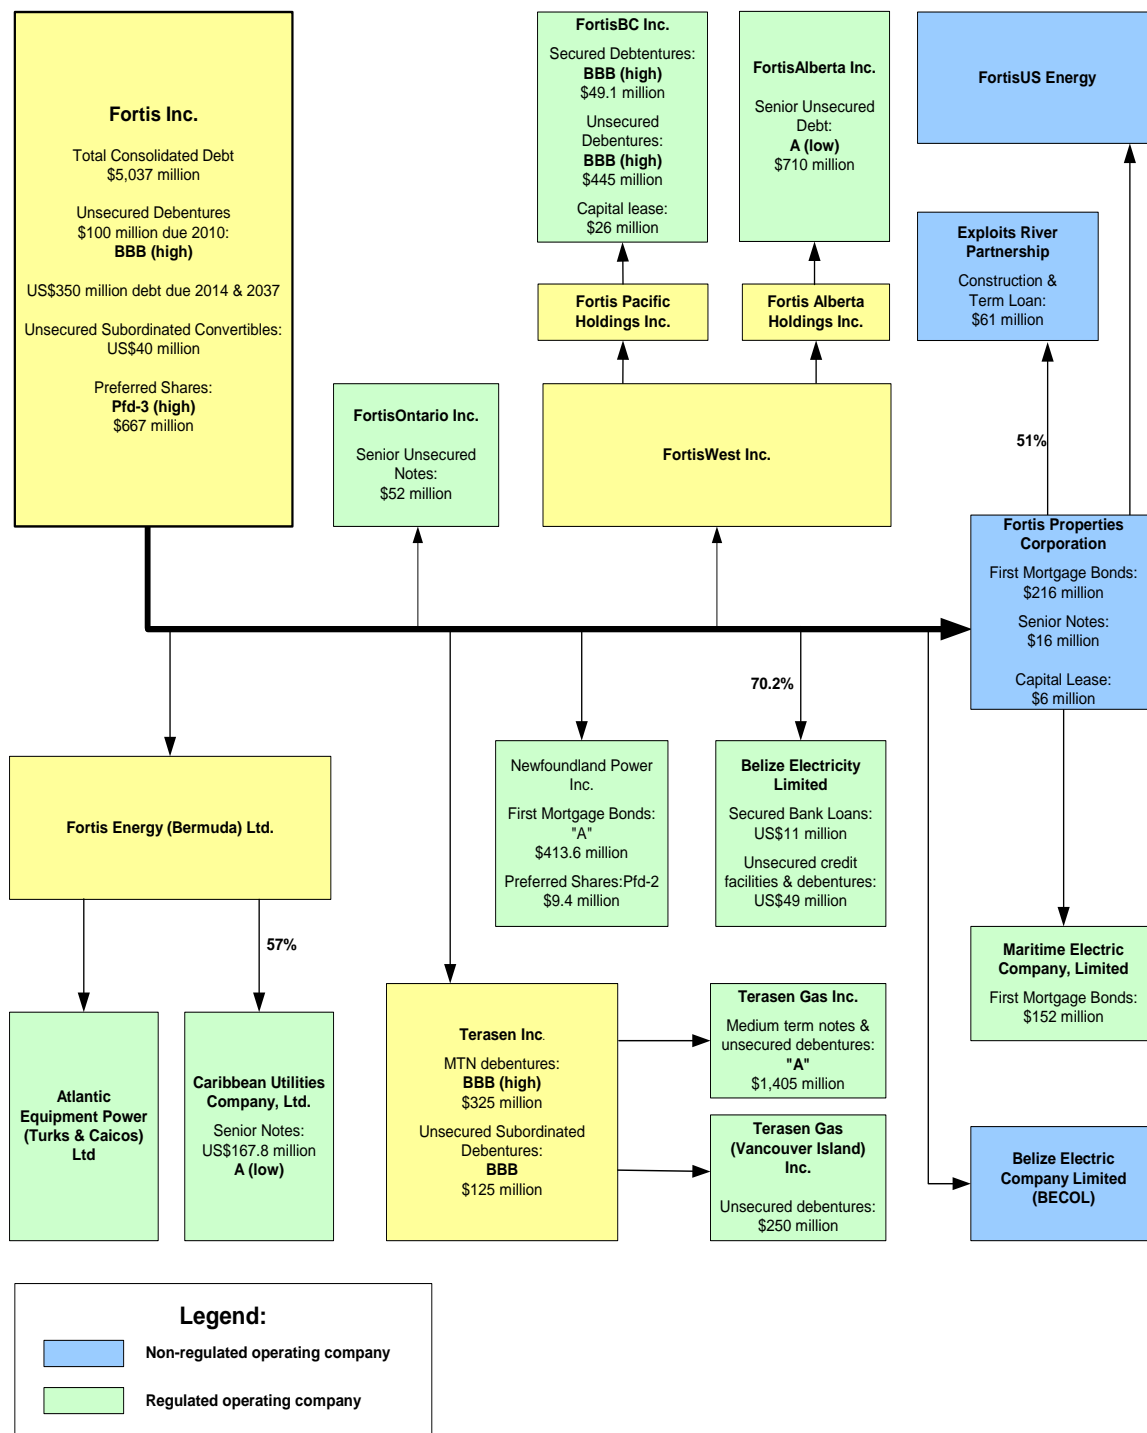 Fortis Inc.
Total Consolidated Debt
$5,037 million
Unsecured Debentures
$100 million due 2010:
BBB (high)
US$350 million debt due 2014 & 2037
Unsecured Subordinated Convertibles:
US$40 million
Preferred Shares:
Pfd-3 (high)
$667 million
FortisBC Inc.
Secured Debtentures:
BBB (high)
$49.1 million
Unsecured
Debentures:
BBB (high)
$445 million
Capital lease:
$26 million
FortisAlberta Inc.
Senior Unsecured
Debt:
A (low)
$710 million
FortisUS Energy
Exploits River
Partnership
Construction &
Term Loan:
$61 million
Fortis Pacific
Holdings Inc.
Fortis Alberta
Holdings Inc.
FortisOntario Inc.
Senior Unsecured
Notes:
$52 million
FortisWest Inc.
51%
Fortis Properties
Corporation
First Mortgage Bonds:
$216 million
Senior Notes:
$16 million
Capital Lease:
$6 million
70.2%
Fortis Energy (Bermuda) Ltd.
Newfoundland Power
Inc.
First Mortgage Bonds:
"A"
$413.6 million
Preferred Shares:Pfd-2
$9.4 million
Belize Electricity
Limited
Secured Bank Loans:
US$11 million
Unsecured credit
facilities & debentures:
US$49 million
57%
Maritime Electric
Company, Limited
First Mortgage Bonds:
$152 million
Atlantic
Equipment Power
(Turks & Caicos)
Ltd
Caribbean Utilities
Company, Ltd.
Senior Notes:
US$167.8 million
A (low)
Terasen Inc.
MTN debentures:
BBB (high)
$325 million
Unsecured Subordinated
Debentures:
BBB
$125 million
Terasen Gas Inc.
Medium term notes &
unsecured debentures:
"A"
$1,405 million
Terasen Gas
(Vancouver Island)
Inc.
Unsecured debentures:
$250 million
Belize Electric
Company Limited
(BECOL)
Legend:
Non-regulated operating company
Regulated operating company